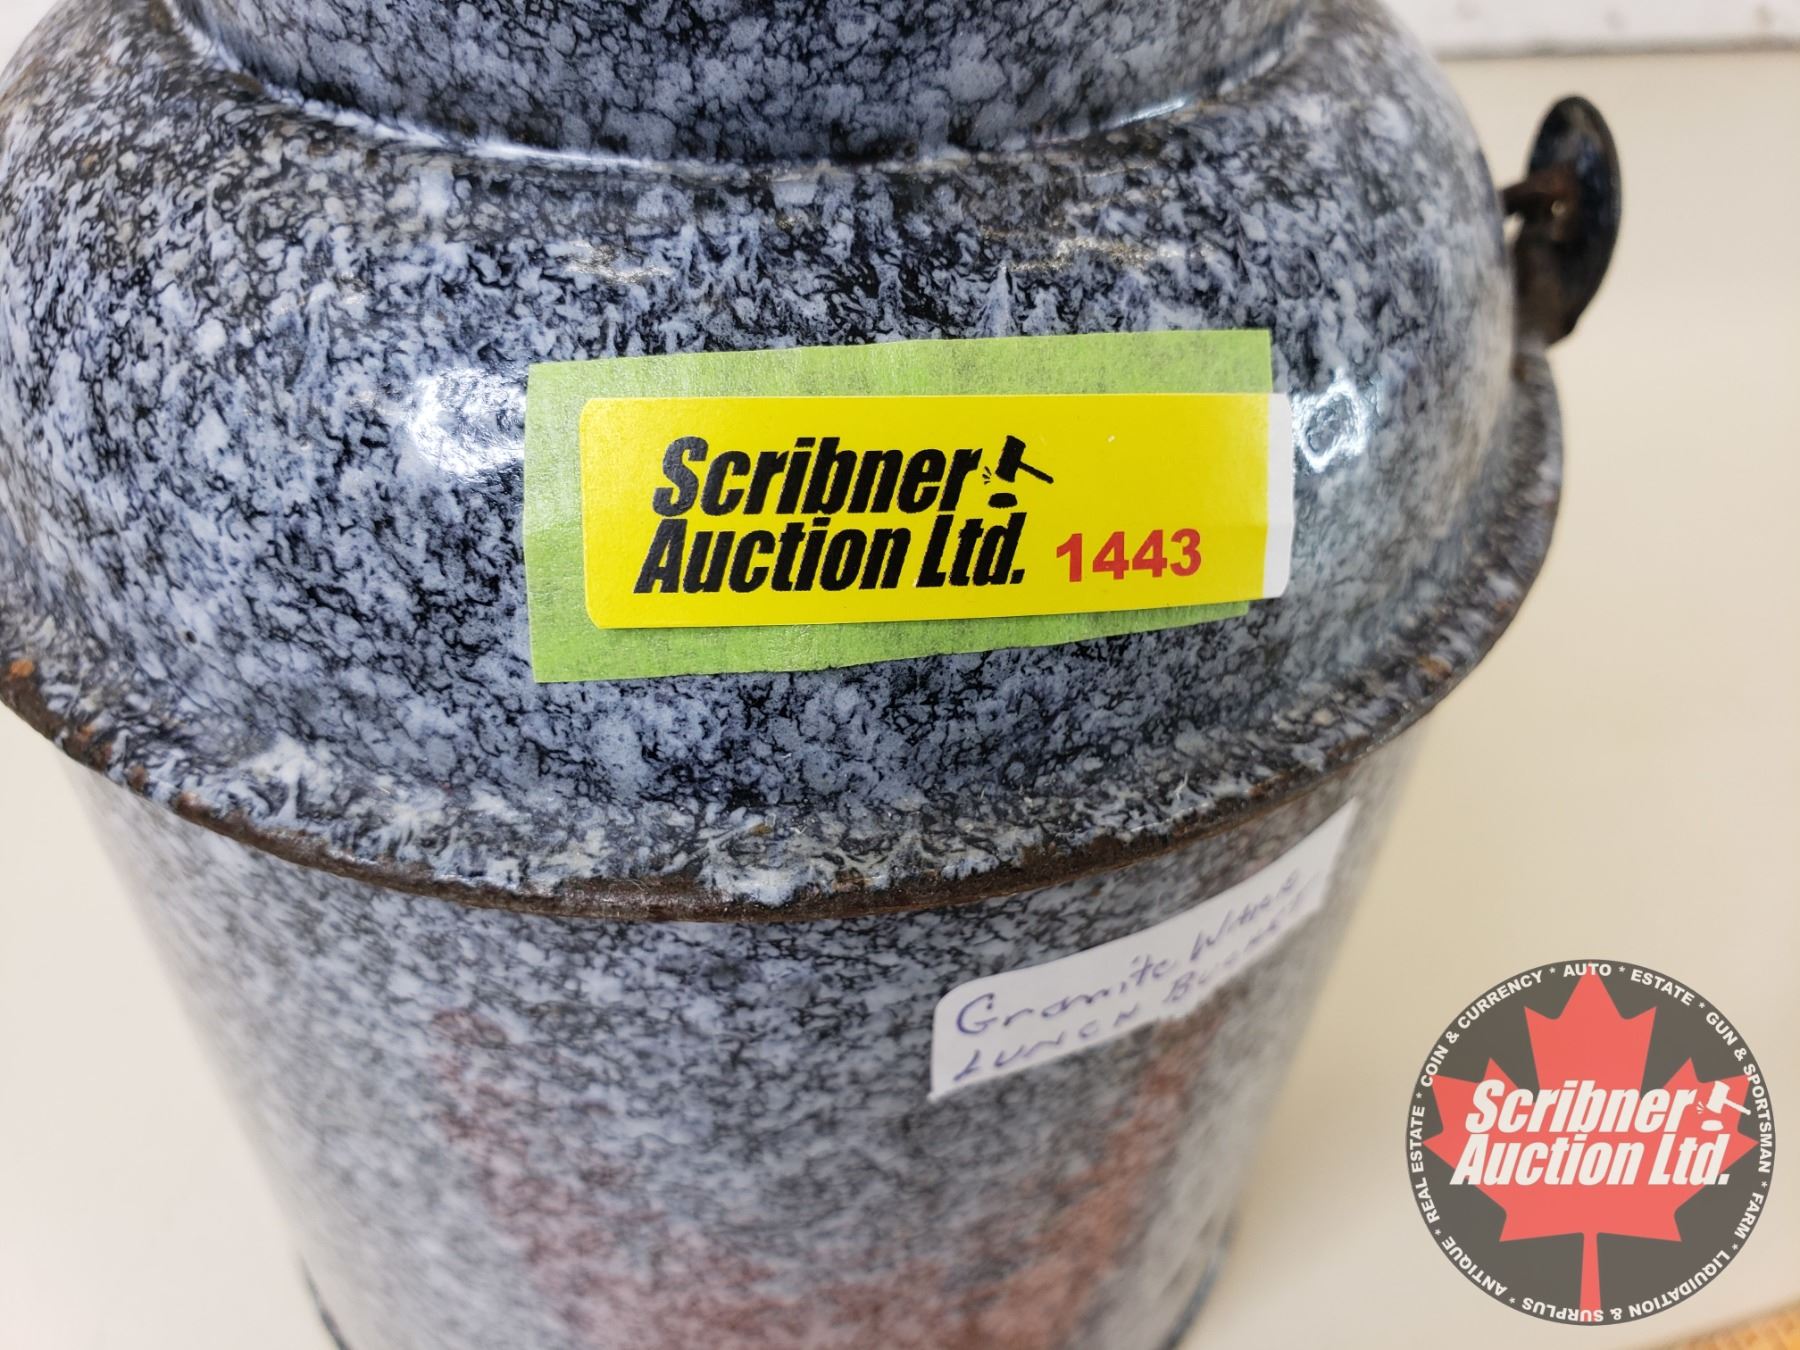 Scribner
Auction Ltd. 1443
Granite Ware
LUNCH BUCKET
COIN & CURRENCY * AUTO * ESTATE * GUN & SPORTSMAN * FARM * LIQUIDATION & SURPLUS * ANTIQUE * REAL ESTATE *
Scribner
Auction Ltd.